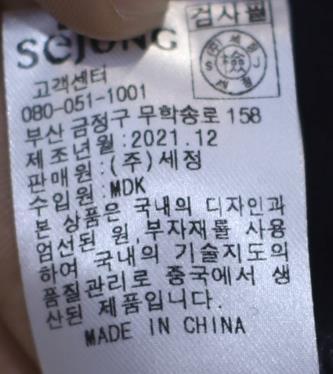 검사필
SEJUNG
檢
고객센터
080-051-1001
부산 금정구 무학송로 158
제조년월:2021.12
판매원:(주)세정
수입원:MDK
본 상품은 국내의 디자인과
엄선된 원,부자재를 사용
하여 국내의 기술지도의
품질관리로 중국에서 생
산된 제품입니다.
MADE IN CHINA